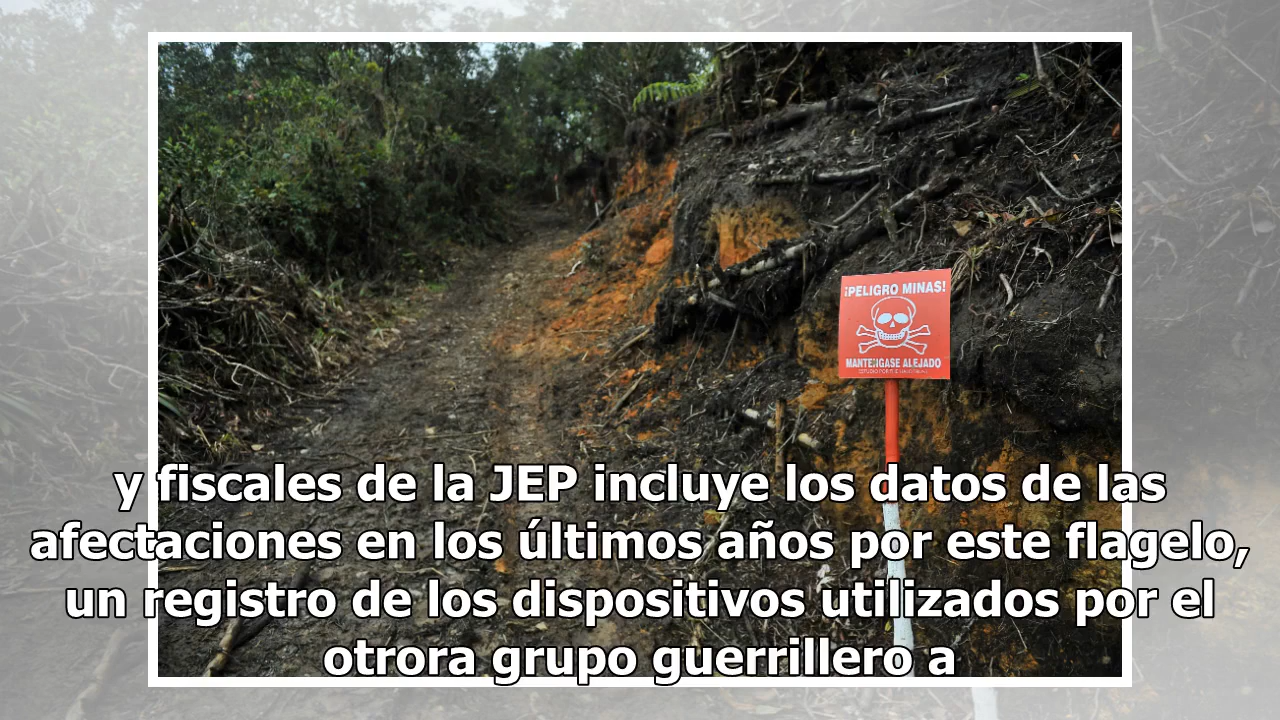 ¡PELIGRO MINAS!
MANTÉNGASE ALEJADO
y fiscales de la JEP incluye los datos de las
afectaciones en los últimos años por este flagelo,
un registro de los dispositivos utilizados por el
otrora grupo guerrillero a